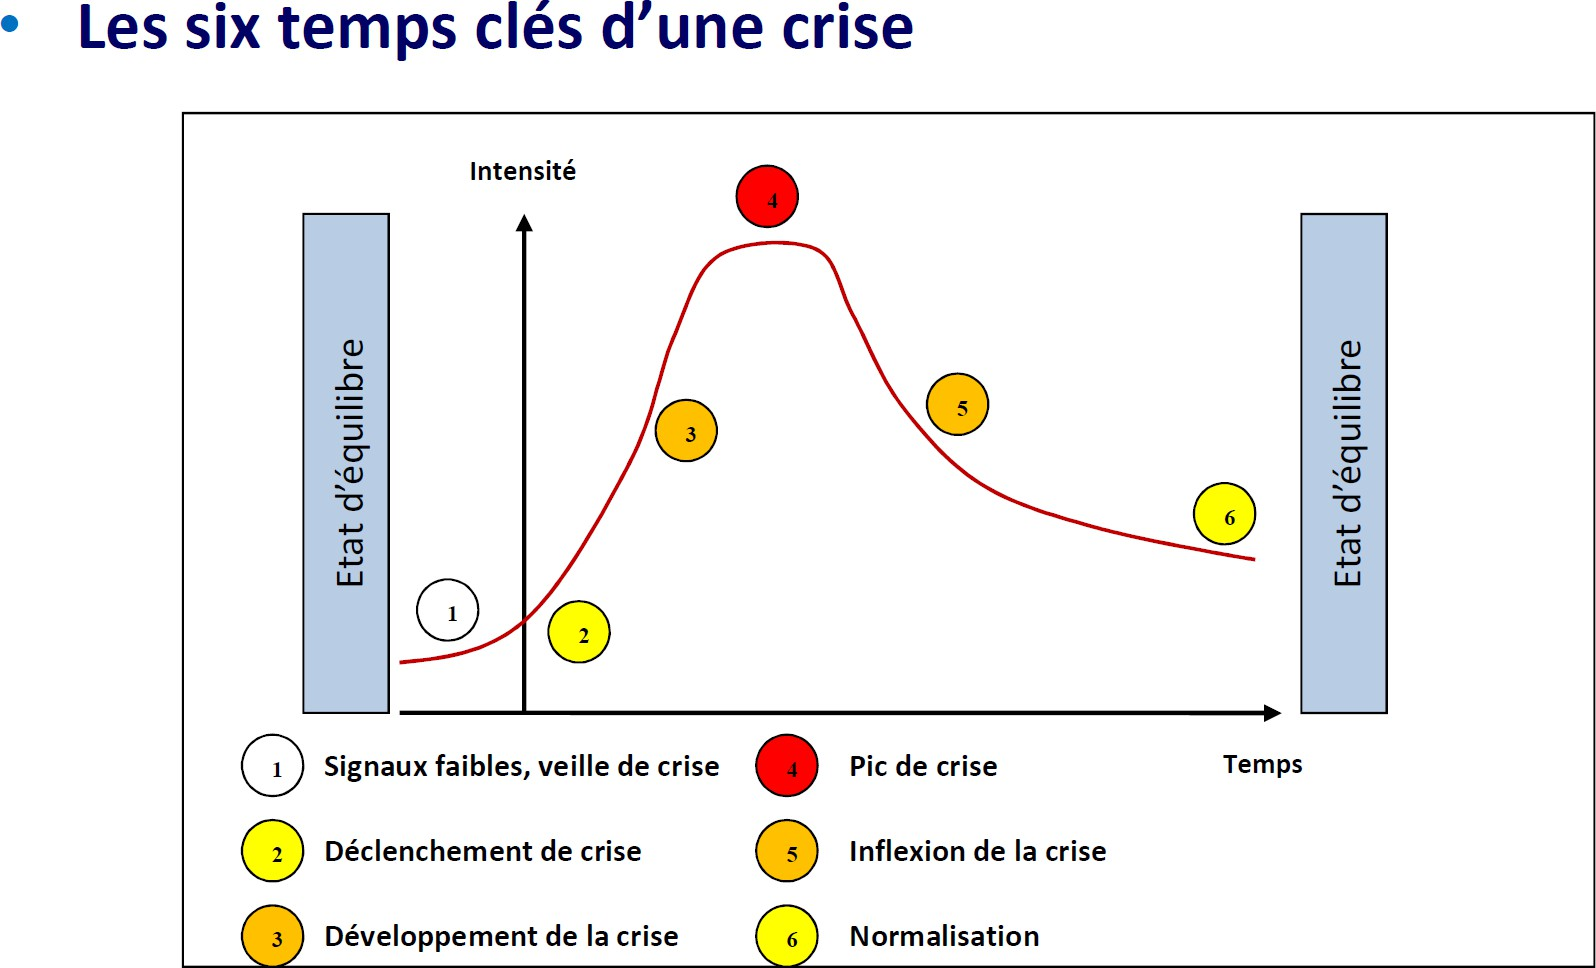 • Les six temps clés d’une crise
Intensité
4
Etat d’équilibre
3
5
Etat d’équilibre
6
1
2
Temps
1 Signaux faibles, veille de crise
4 Pic de crise
2 Déclenchement de crise
5 Inflexion de la crise
3 Développement de la crise
6 Normalisation